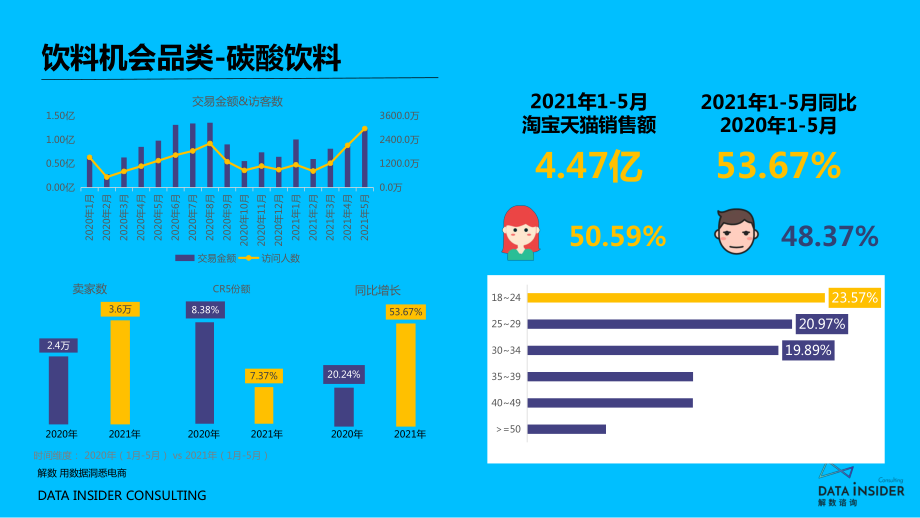 饮料机会品类-碳酸饮料
交易金额&访客数
1.50亿
1.00亿
0.50亿
0.00亿
3600.0万
2400.0万
1200.0万
0.0万
2020年1月
2020年2月
2020年3月
2020年4月
2020年5月
2020年6月
2020年7月
2020年8月
2020年9月
2020年10月
2020年11月
2020年12月
2021年1月
2021年2月
2021年3月
2021年4月
2021年5月
交易金额 访问人数
卖家数
2.4万
3.6万
2020年 2021年
CR5份额
8.38%
7.37%
2020年 2021年
同比增长
20.24%
53.67%
2020年 2021年
2020年（1月-5月） vs 2021年（1月-5月）
解数 用数据洞悉电商
DATA INSIDER CONSULTING
2021年1-5月
淘宝天猫销售额
4.47亿
2021年1-5月同比
2020年1-5月
53.67%
50.59%
48.37%
18~24 23.57%
25~29 20.97%
30~34 19.89%
35~39
40~49
>=50
Consulting
DATA INSIDER
解数谘询